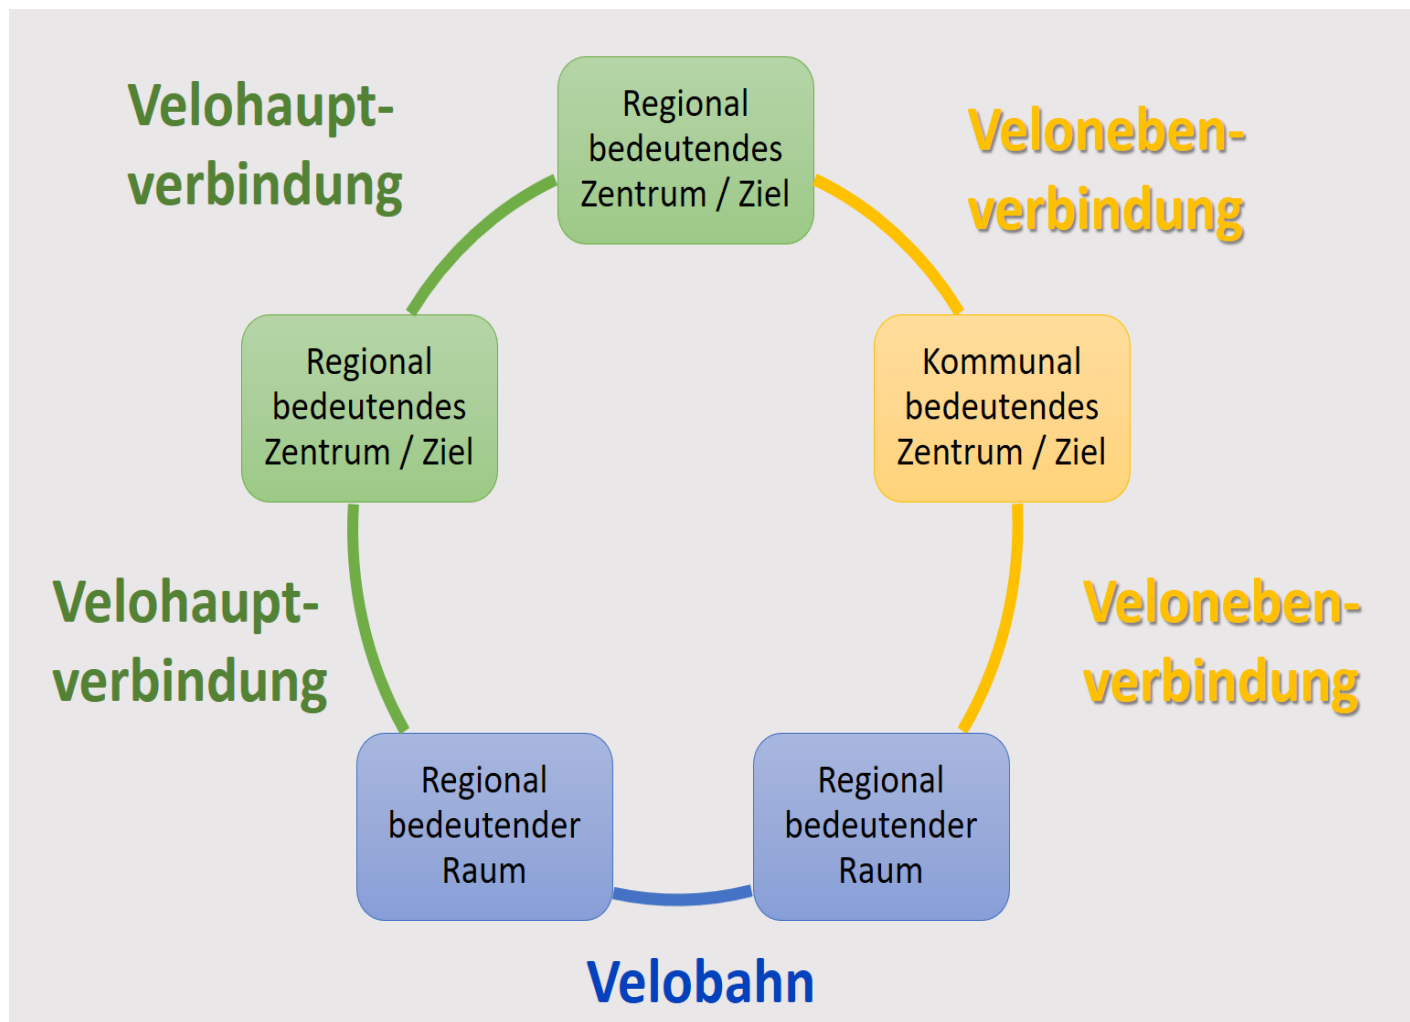 Velohaupt-
verbindung
Regional
bedeutendes
Zentrum / Ziel
Veloneben-
verbindung
Regional
bedeutendes
Zentrum / Ziel
Kommunal
bedeutendes
Zentrum / Ziel
Velohaupt-
verbindung
Veloneben-
verbindung
Regional
bedeutender
Raum
Regional
bedeutender
Raum
Velobahn